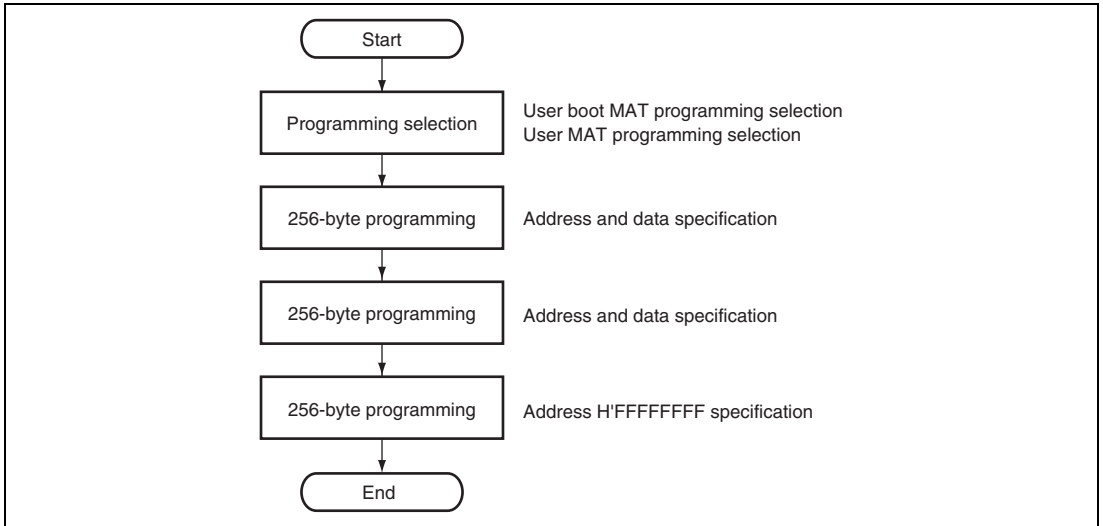 Start
Programming selection
User boot MAT programming selection
User MAT programming selection
256-byte programming
Address and data specification
256-byte programming
Address and data specification
256-byte programming
Address H'FFFFFFFF specification
End